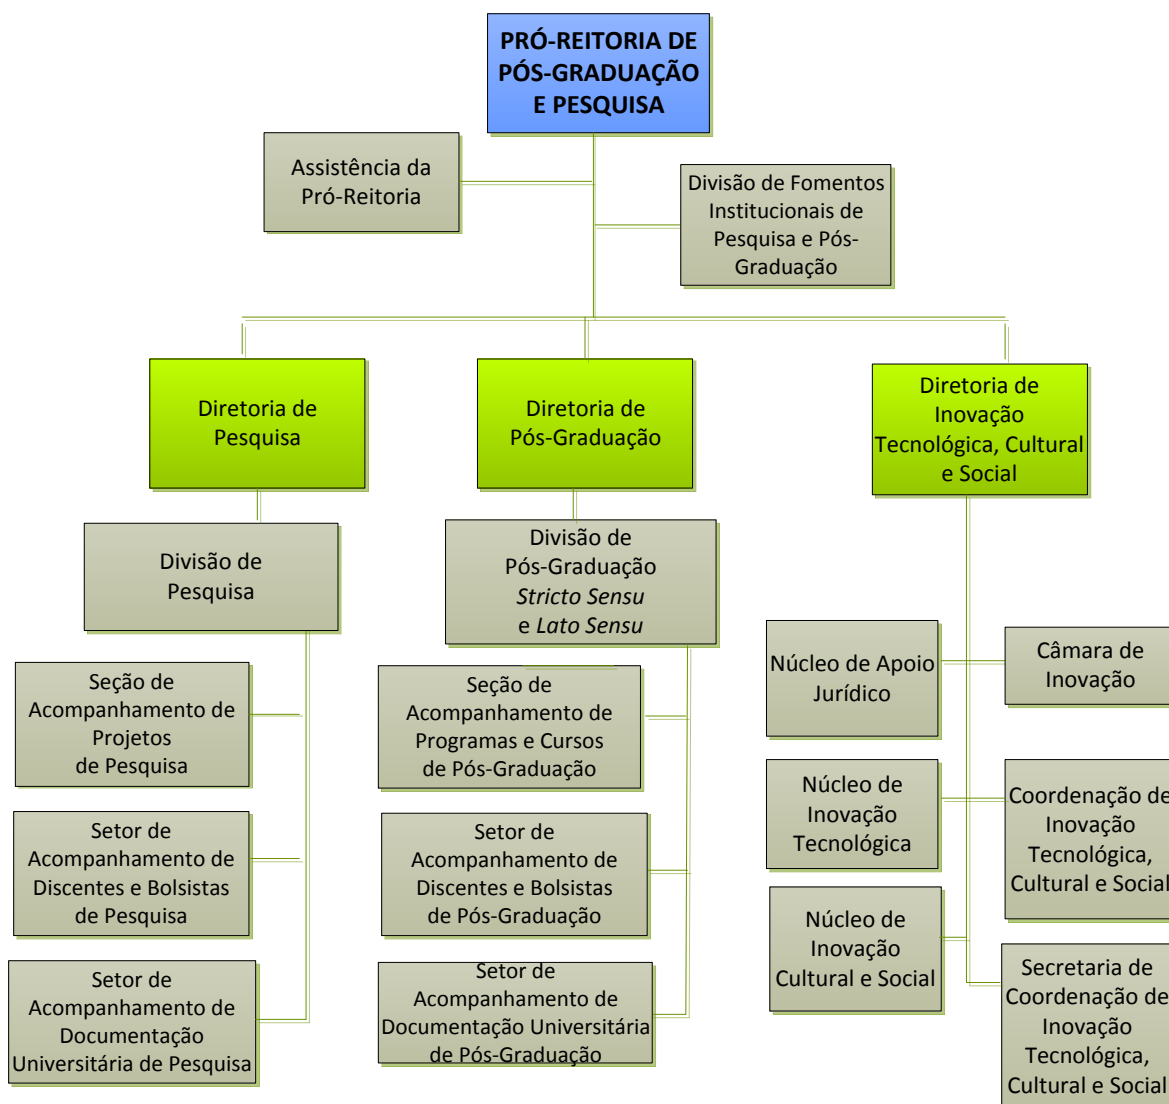 PRÓ-REITORIA DE
PÓS-GRADUAÇÃO
E PESQUISA
Assistência da
Pró-Reitoria
Divisão de Fomentos
Institucionais de
Pesquisa e Pós-
Graduação
Diretoria de
Pesquisa
Diretoria de
Pós-Graduação
Diretoria de
Inovação
Tecnológica, Cultural
e Social
Divisão de
Pesquisa
Divisão de
Pós-Graduação
Stricto Sensu
e Lato Sensu
Seção de
Acompanhamento de
Projetos
de Pesquisa
Setor de
Acompanhamento de
Discentes e Bolsistas
de Pesquisa
Setor de
Acompanhamento de
Documentação
Universitária de Pesquisa
Seção de
Acompanhamento de
Programas e Cursos
de Pós-Graduação
Setor de
Acompanhamento de
Discentes e Bolsistas
de Pós-Graduação
Setor de
Acompanhamento de
Documentação Universitária
de Pós-Graduação
Núcleo de Apoio
Jurídico
Câmara de
Inovação
Núcleo de
Inovação
Tecnológica
Coordenação de
Inovação
Tecnológica,
Cultural e Social
Núcleo de
Inovação
Cultural e Social
Secretaria de
Coordenação de
Inovação
Tecnológica,
Cultural e Social